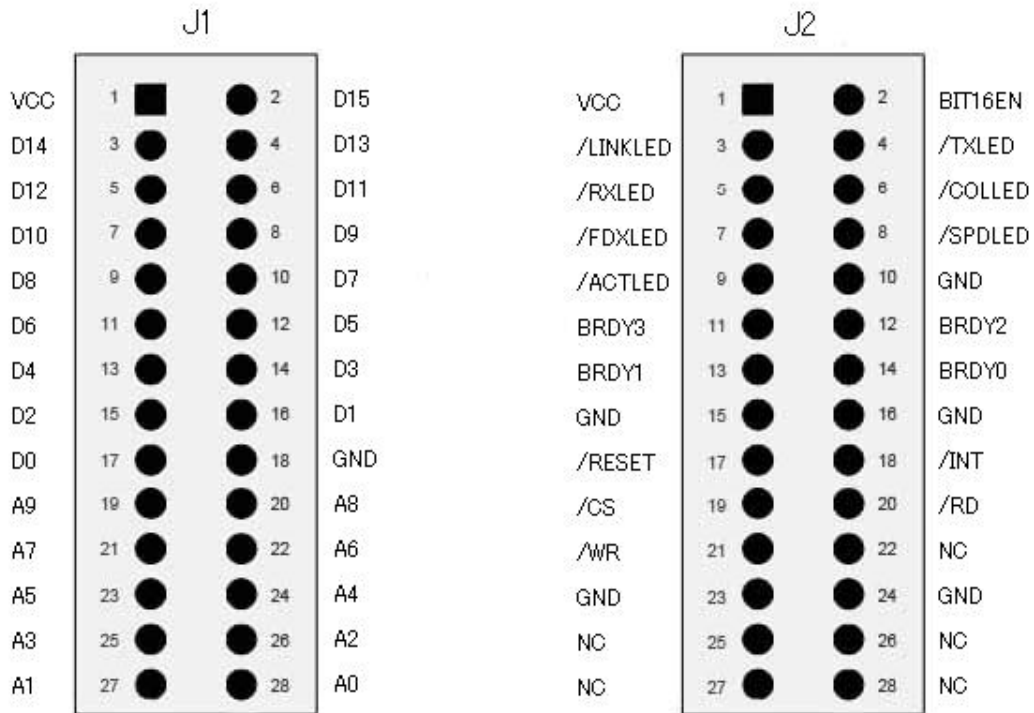 J1 J2
VCC 1 2 D15 VCC 1 2 BIT16EN
D14 3 4 D13 /LINKLED 3 4 /TXLED
D12 5 6 D11 /RXLED 5 6 /COLLED
D10 7 8 D9 /FDXLED 7 8 /SPDLED
D8 9 10 D7 /ACTLED 9 10 GND
D6 11 12 D5 BRDY3 11 12 BRDY2
D4 13 14 D3 BRDY1 13 14 BRDY0
D2 15 16 D1 GND 15 16 GND
D0 17 18 GND /RESET 17 18 /INT
A9 19 20 A8 /CS 19 20 /RD
A7 21 22 A6 /WR 21 22 NC
A5 23 24 A4 GND 23 24 GND
A3 25 26 A2 NC 25 26 NC
A1 27 28 A0 NC 27 28 NC